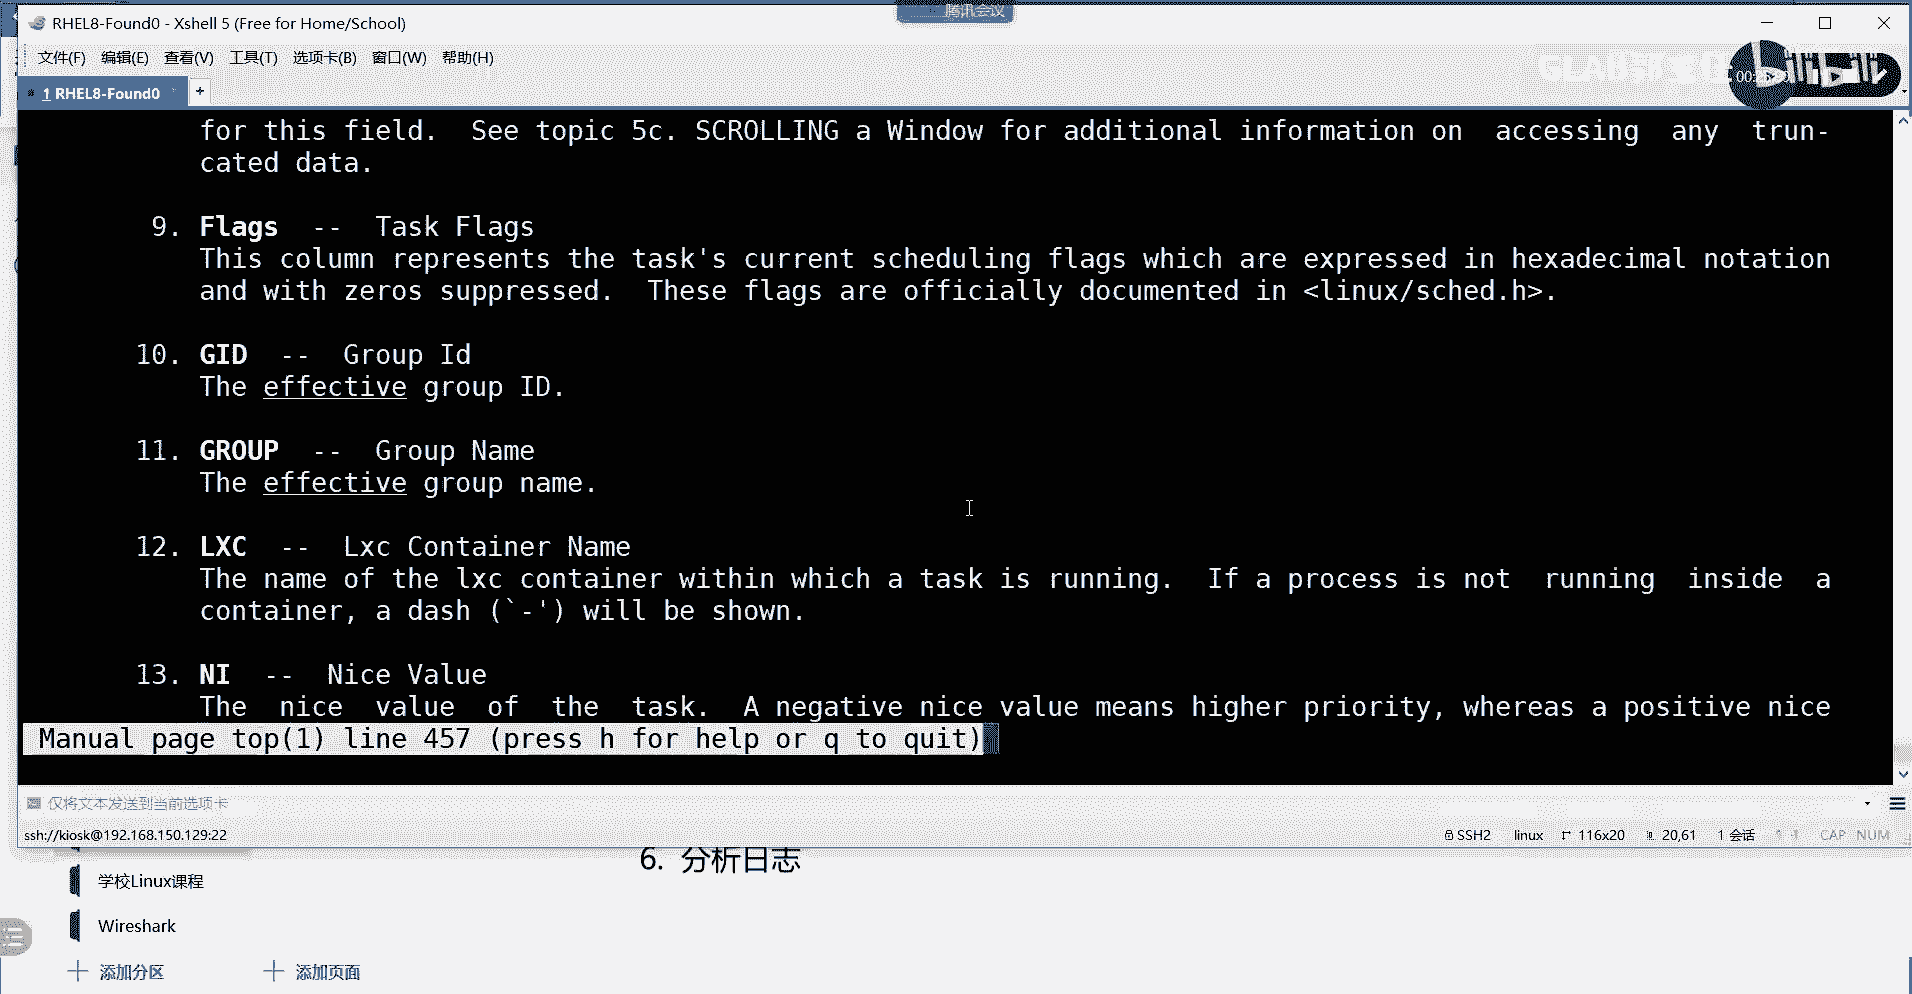 腾讯会议
RHEL8-Found0 - Xshell 5 (Free for Home/School)
文件(F) 编辑(E) 查看(V) 工具(T) 选项卡(B) 窗口(W) 帮助(H)
GLAB bilibili
1 RHEL8-Found0 +
for this field.  See topic 5c. SCROLLING a Window for additional information on  accessing  any  trun-
cated data.
9. Flags  --  Task Flags
This column represents the task's current scheduling flags which are expressed in hexadecimal notation
and with zeros suppressed.  These flags are officially documented in <linux/sched.h>.
10. GID  --  Group Id
The effective group ID.
11. GROUP  --  Group Name
The effective group name.
12. LXC  --  Lxc Container Name
The name of the lxc container within which a task is running.  If a process is not  running  inside  a
container, a dash (`-') will be shown.
13. NI  --  Nice Value
The  nice  value  of  the  task.  A negative nice value means higher priority, whereas a positive nice
Manual page top(1) line 457 (press h for help or q to quit)
仅将文本发送到当前选项卡
ssh://kiosk@192.168.150.129:22 SSH2 linux 116x20 20,61 1 会话 CAP NUM
6. 分析日志
学校Linux课程
Wireshark
添加分区 添加页面